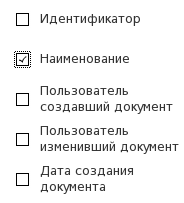 Идентификатор
Наименование
Пользователь
создавший документ
Пользователь
изменивший документ
Дата создания
документа